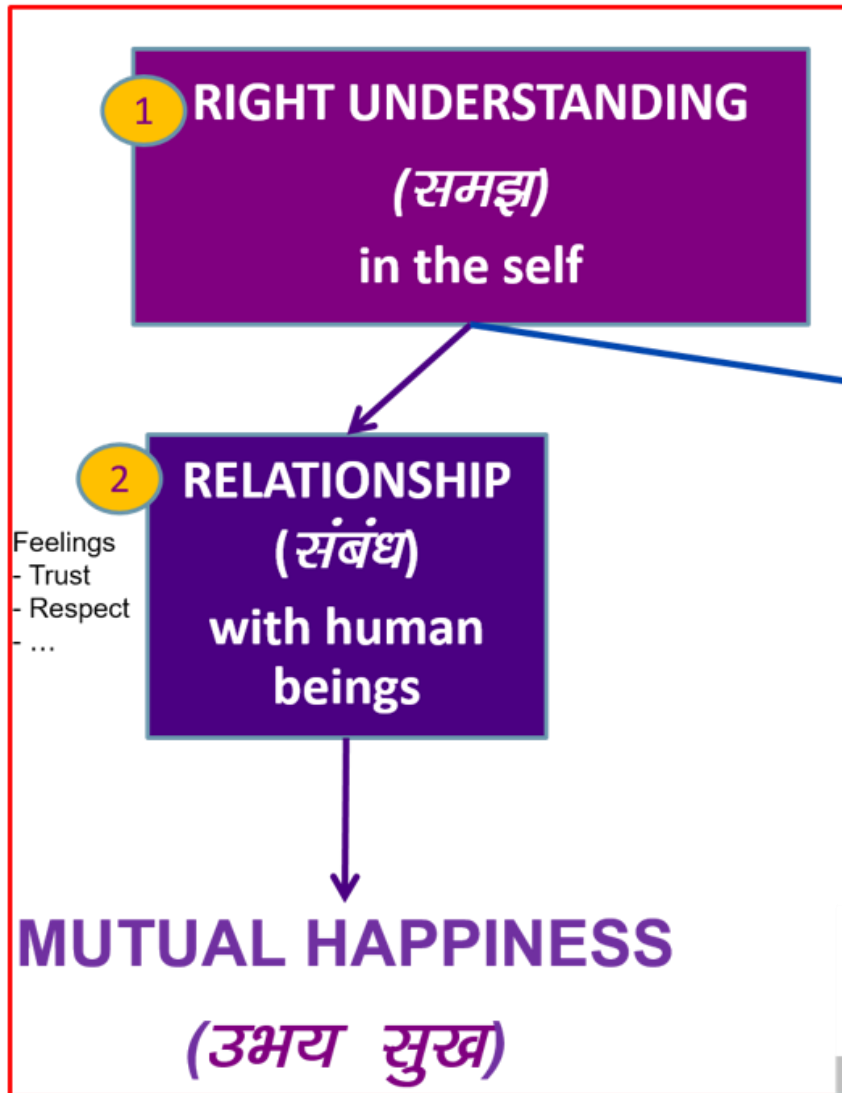 1
RIGHT UNDERSTANDING
(समझ)
in the self
2
RELATIONSHIP
(संबंध)
with human
beings
Feelings
- Trust
- Respect
- ...
MUTUAL HAPPINESS
(उभय सुख)